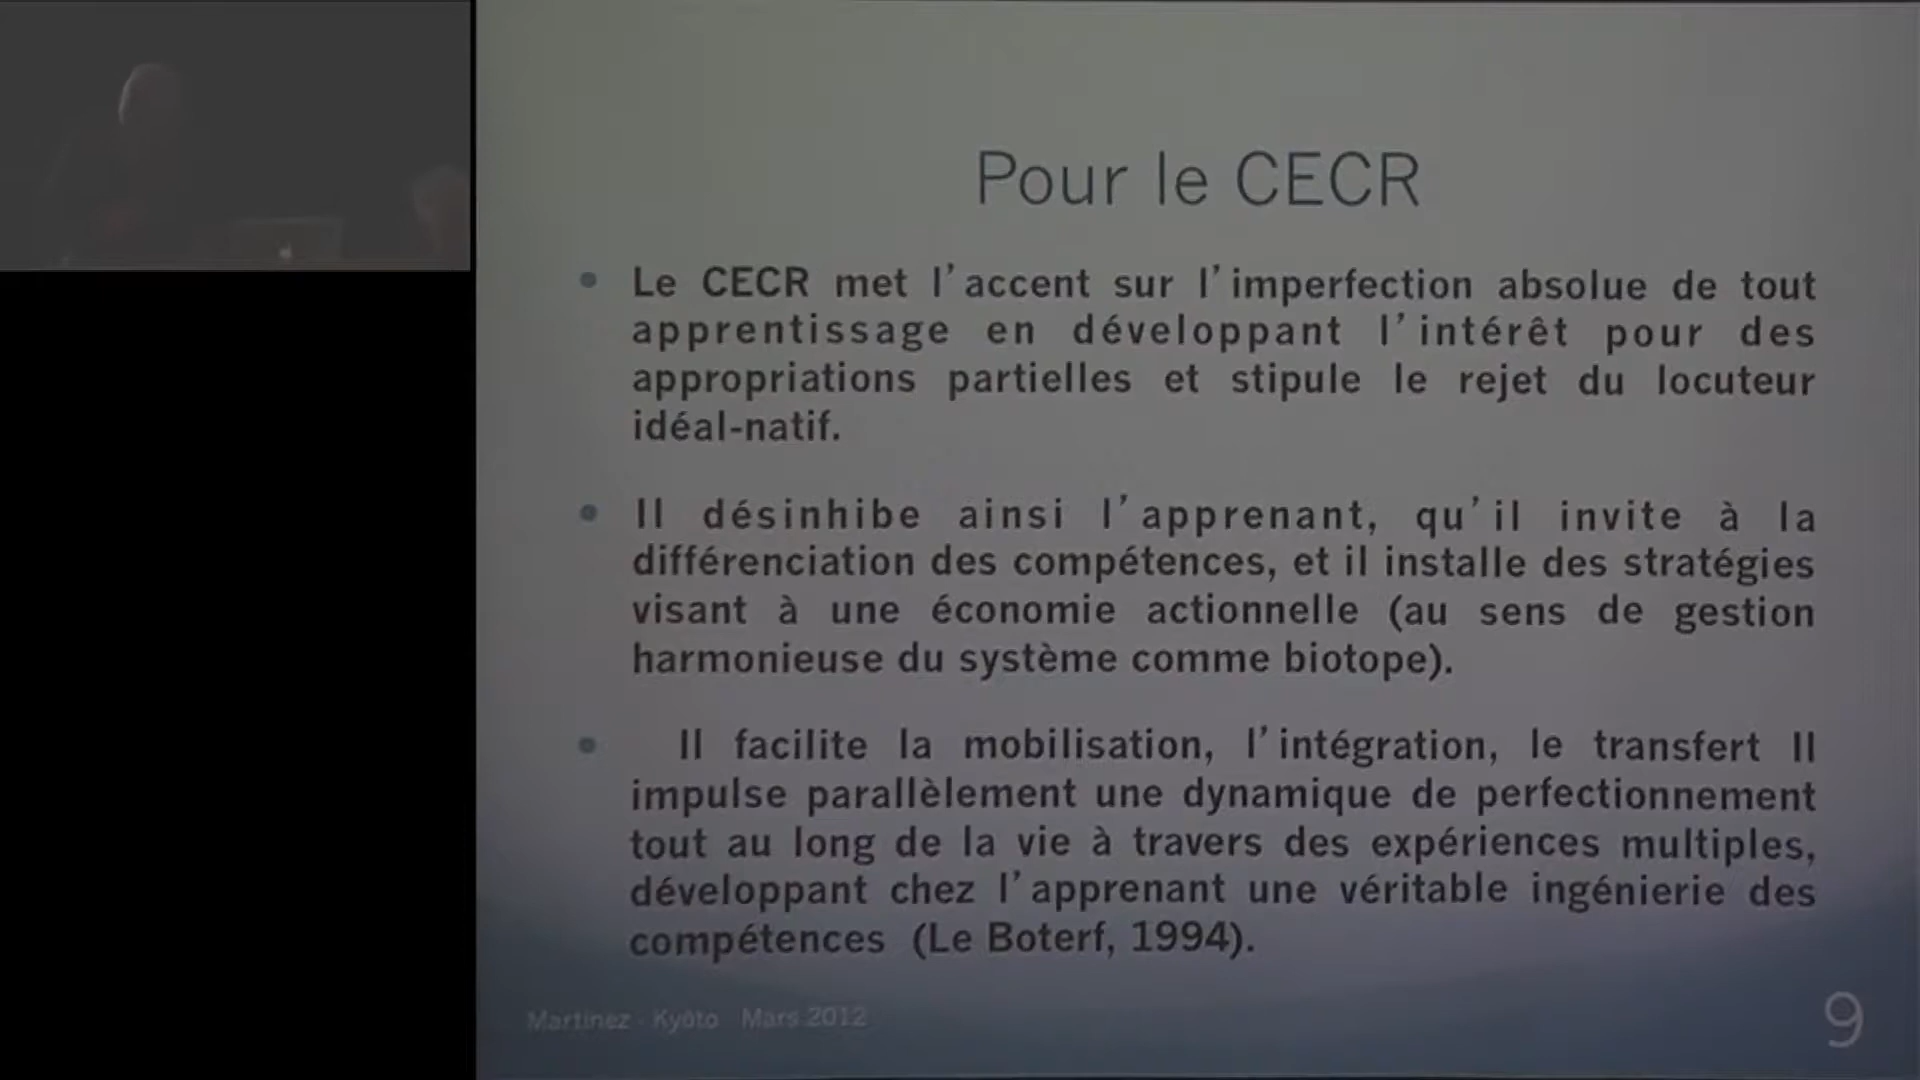 Pour le CECR
Le CECR met l'accent sur l'imperfection absolue de tout
apprentissage en développant l'intérêt pour des
appropriations partielles et stipule le rejet du locuteur
idéal-natif.
Il désinhibe ainsi l'apprenant, qu'il invite à la
différenciation des compétences, et il installe des stratégies
visant à une économie actionnelle (au sens de gestion
harmonieuse du système comme biotope).
Il facilite la mobilisation, l'intégration, le transfert Il
impulse parallèlement une dynamique de perfectionnement
tout au long de la vie à travers des expériences multiples,
développant chez l'apprenant une véritable ingénierie des
compétences (Le Boterf, 1994).
Martinez - Kyôto Mars 2012
9